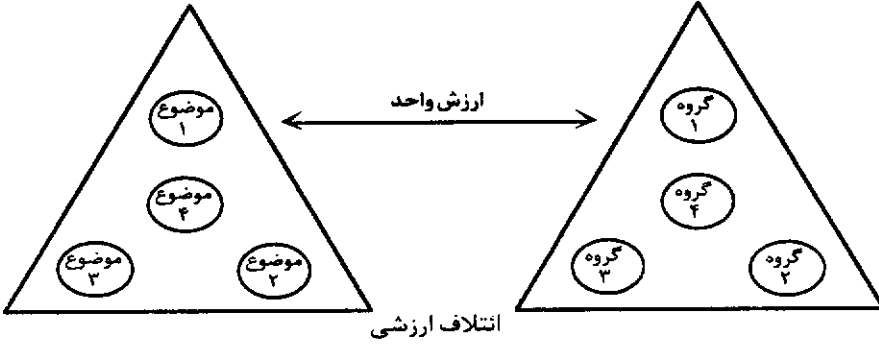 گروه
۱
ارزش واحد
موضوع
۱
گروه
۴
موضوع
۴
گروه
۲
گروه
۳
موضوع
۲
موضوع
۳
ائتلاف ارزشی